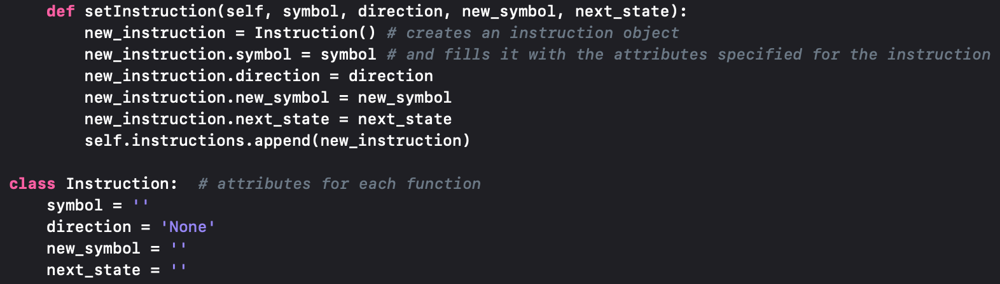 def setInstruction(self, symbol, direction, new_symbol, next_state):
new_instruction = Instruction() # creates an instruction object
new_instruction.symbol = symbol # and fills it with the attributes specified for the instruction
new_instruction.direction = direction
new_instruction.new_symbol = new_symbol
new_instruction.next_state = next_state
self.instructions.append(new_instruction)
class Instruction:  # attributes for each function
symbol = ''
direction = 'None'
new_symbol = ''
next_state = ''